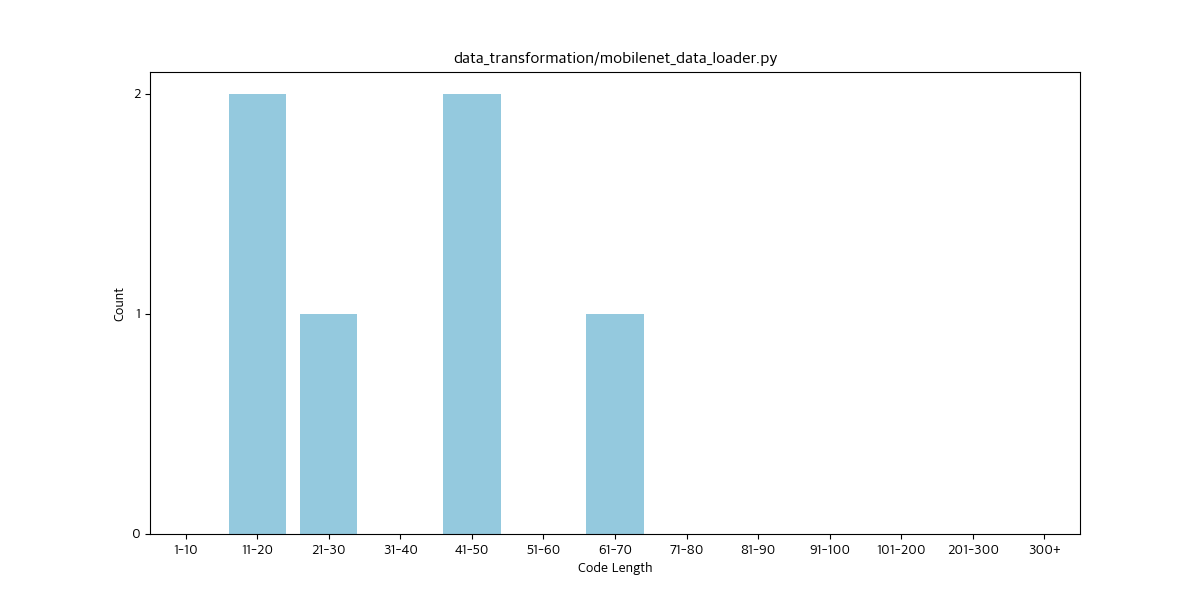 data_transformation/mobilenet_data_loader.py
2
1
0
Count
1-10 11-20 21-30 31-40 41-50 51-60 61-70 71-80 81-90 91-100 101-200 201-300 300+
Code Length